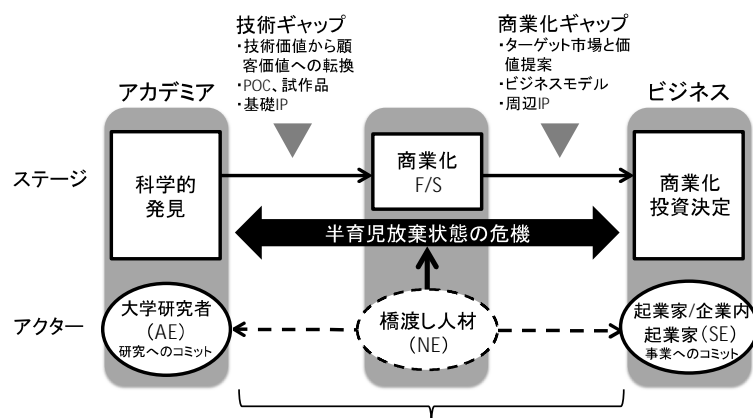 技術ギャップ
・技術価値から顧
客価値への転換
・POC、試作品
・基礎IP
商業化ギャップ
・ターゲット市場と価
値提案
・ビジネスモデル
・周辺IP
アカデミア
ビジネス
ステージ
科学的
発見
商業化
F/S
商業化
投資決定
半育児放棄状態の危機
アクター
大学研究者
(AE)
研究へのコミット
橋渡し人材
(NE)
起業家/企業内
起業家(SE)
事業へのコミット